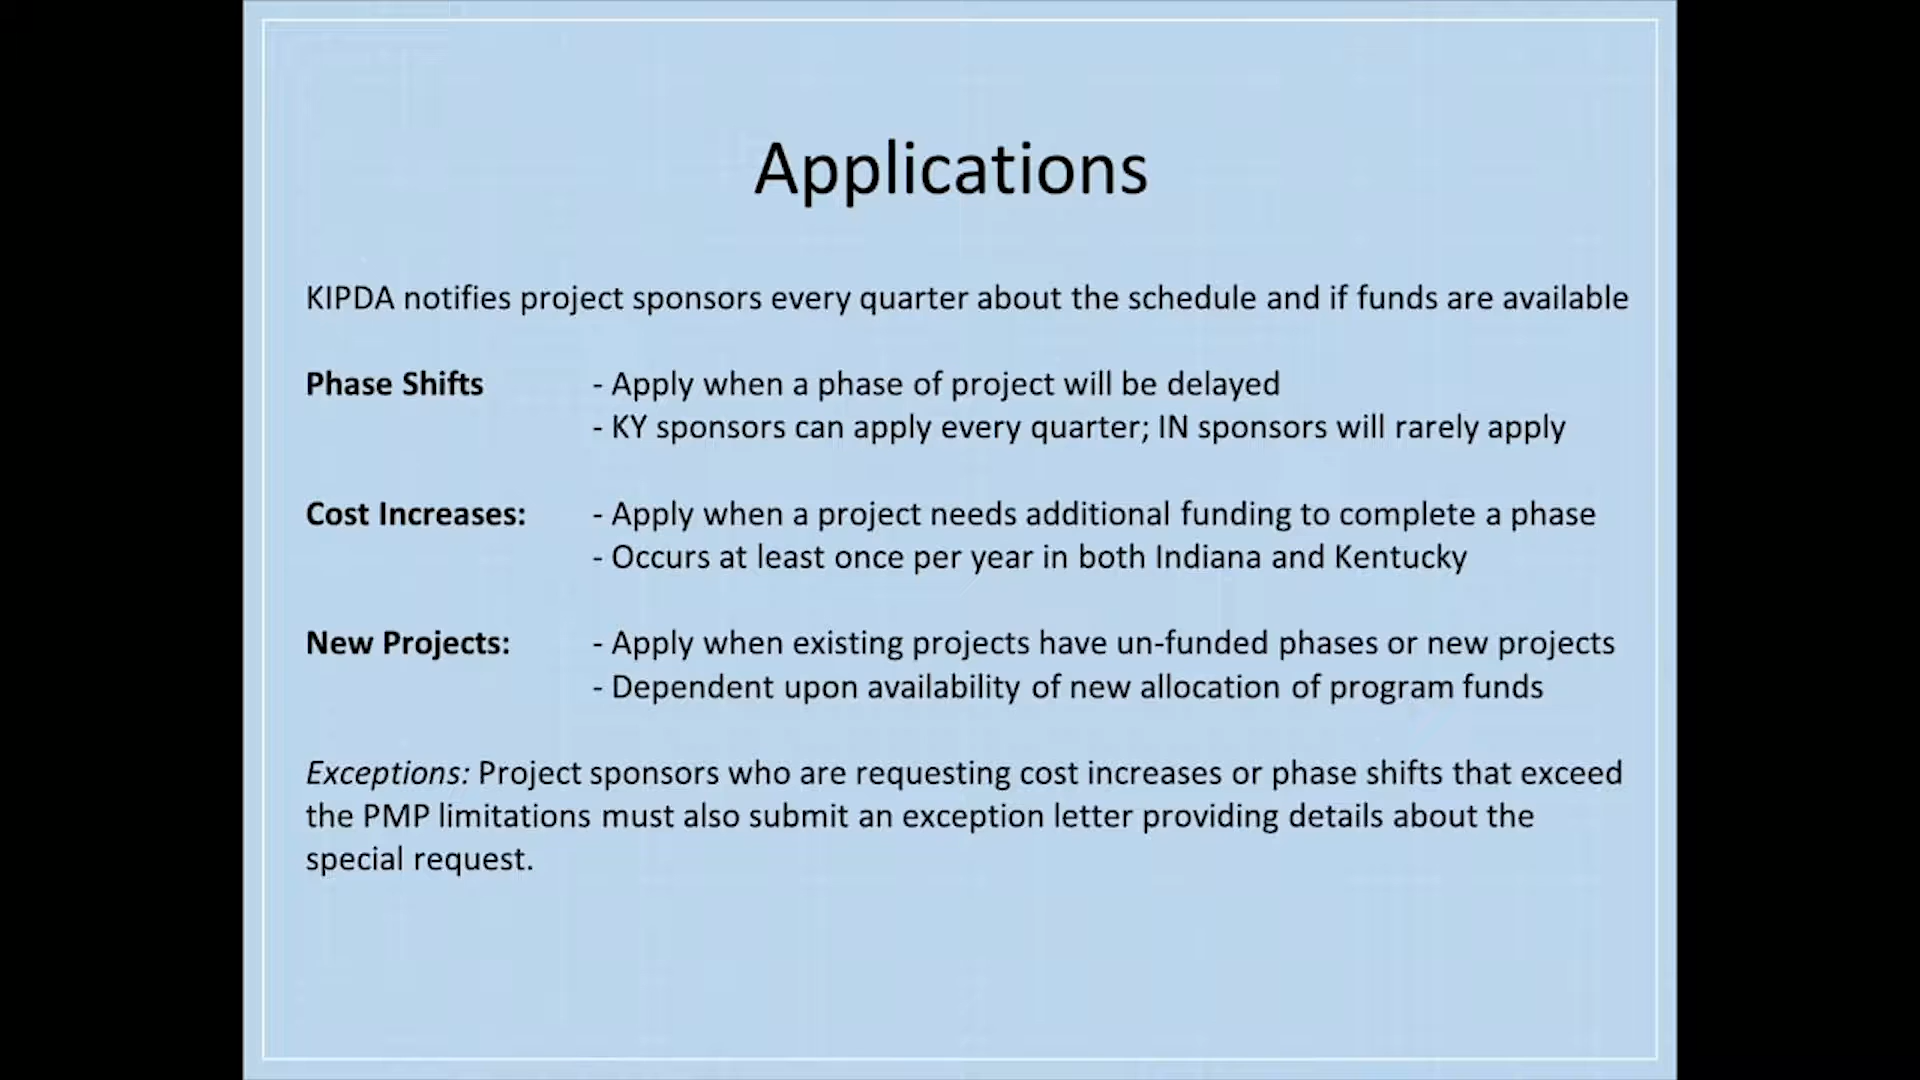 Applications
KIPDA notifies project sponsors every quarter about the schedule and if funds are available
Phase Shifts - Apply when a phase of project will be delayed
- KY sponsors can apply every quarter; IN sponsors will rarely apply
Cost Increases: - Apply when a project needs additional funding to complete a phase
- Occurs at least once per year in both Indiana and Kentucky
New Projects: - Apply when existing projects have un-funded phases or new projects
- Dependent upon availability of new allocation of program funds
Exceptions: Project sponsors who are requesting cost increases or phase shifts that exceed
the PMP limitations must also submit an exception letter providing details about the
special request.